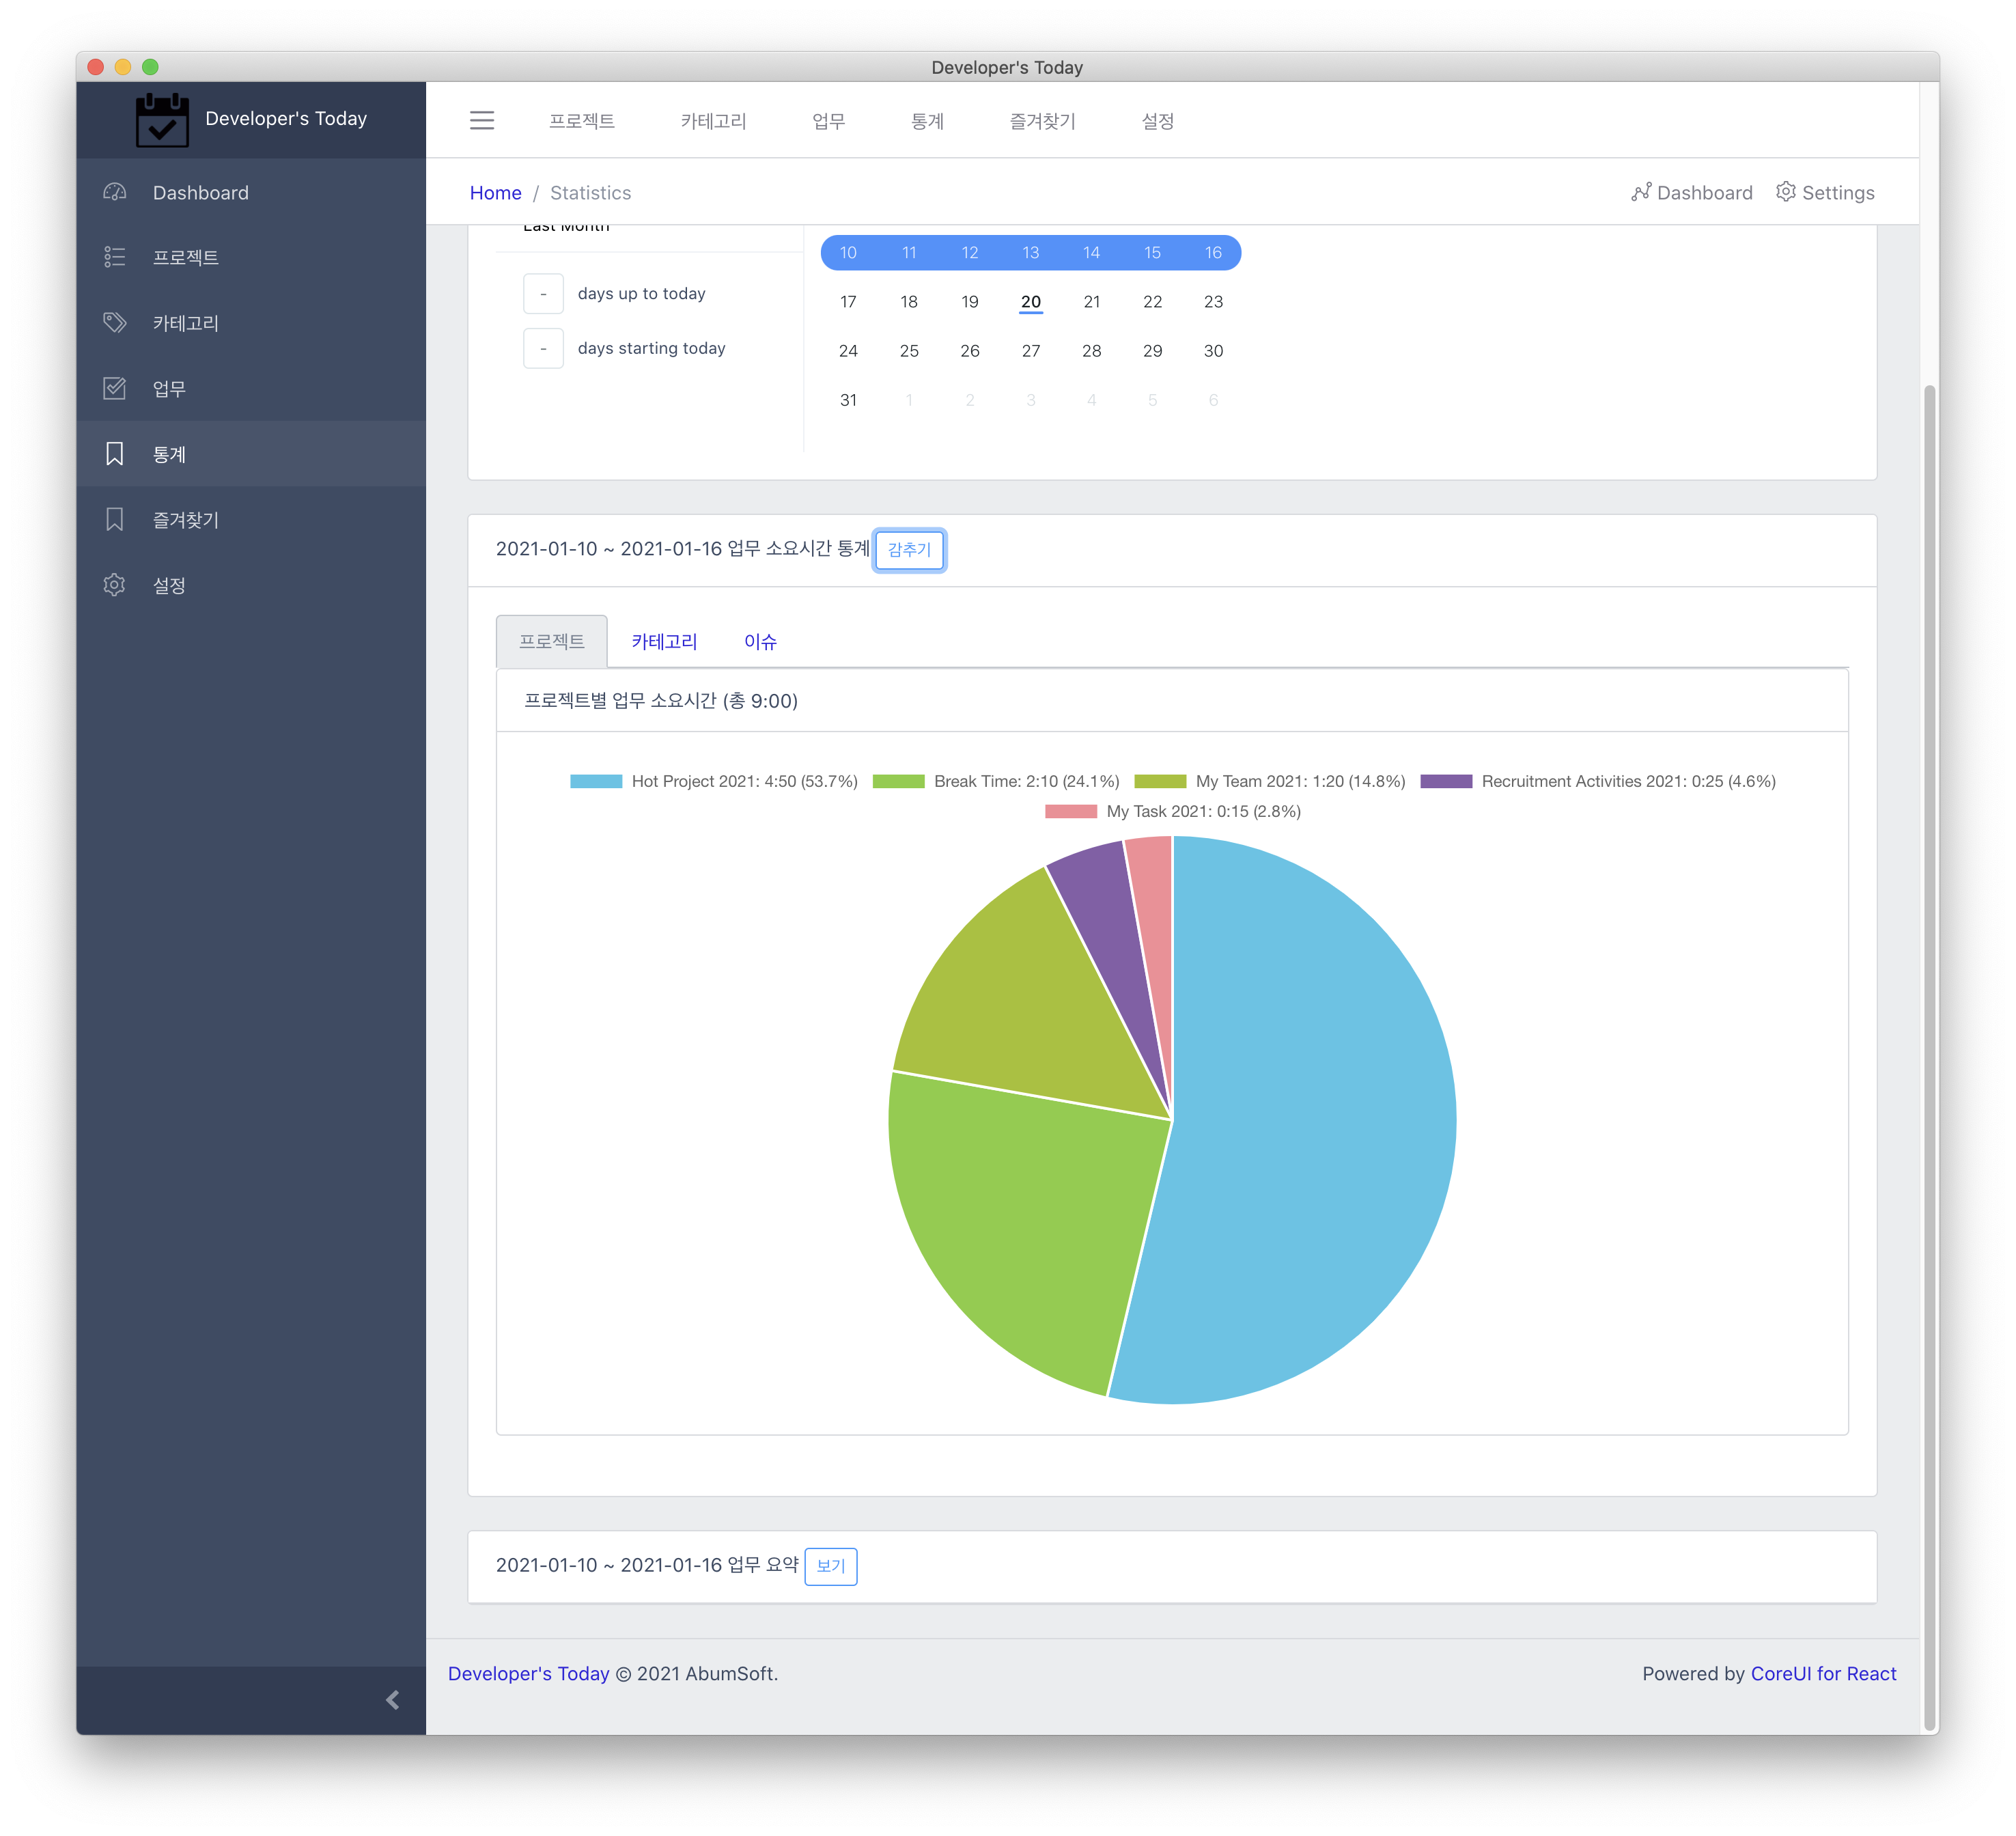 Developer's Today
Developer's Today
Dashboard
프로젝트
카테고리
업무
통계
즐겨찾기
설정
프로젝트 카테고리 업무 통계 즐겨찾기 설정
Home / Statistics
Dashboard Settings
Last Month
- days up to today
- days starting today
10 11 12 13 14 15 16
17 18 19 20 21 22 23
24 25 26 27 28 29 30
31 1 2 3 4 5 6
2021-01-10 ~ 2021-01-16 업무 소요시간 통계 감추기
프로젝트 카테고리 이슈
프로젝트별 업무 소요시간 (총 9:00)
Hot Project 2021: 4:50 (53.7%) Break Time: 2:10 (24.1%) My Team 2021: 1:20 (14.8%) Recruitment Activities 2021: 0:25 (4.6%)
My Task 2021: 0:15 (2.8%)
2021-01-10 ~ 2021-01-16 업무 요약 보기
Developer's Today © 2021 AbumSoft.
Powered by CoreUI for React